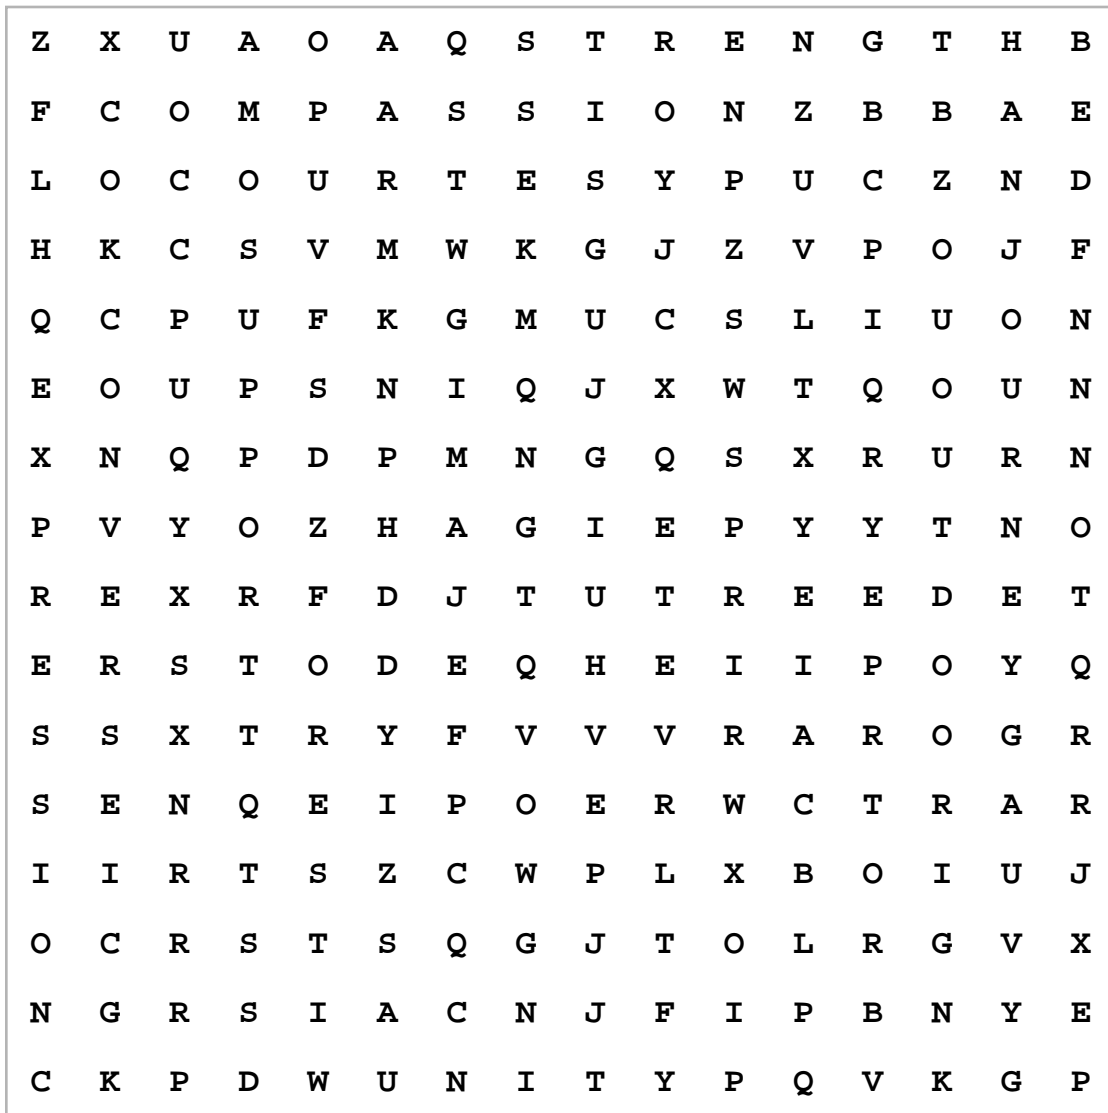 Z X U A O A Q S T R E N G T H B
F C O M P A S S I O N Z B B A E
L O C O U R T E S Y P U C Z N D
H K C S V M W K G J Z V P O J F
Q C P U F K G M U C S L I U O N
E O U P S N I Q J X W T Q O U N
X N Q P D P M N G Q S X R U R N
P V Y O Z H A G I E P Y Y T N O
R E X R F D J T U T R E E D E T
E R S T O D E Q H E I I P O Y Q
S S X T R Y F V V V R A R O G R
S E N Q E I P O E R W C T R A R
I I R T S Z C W P L X B O I U J
O C R S T S Q G J T O L R G V X
N G R S I A C N J F I P B N Y E
C K P D W U N I T Y P Q V K G P